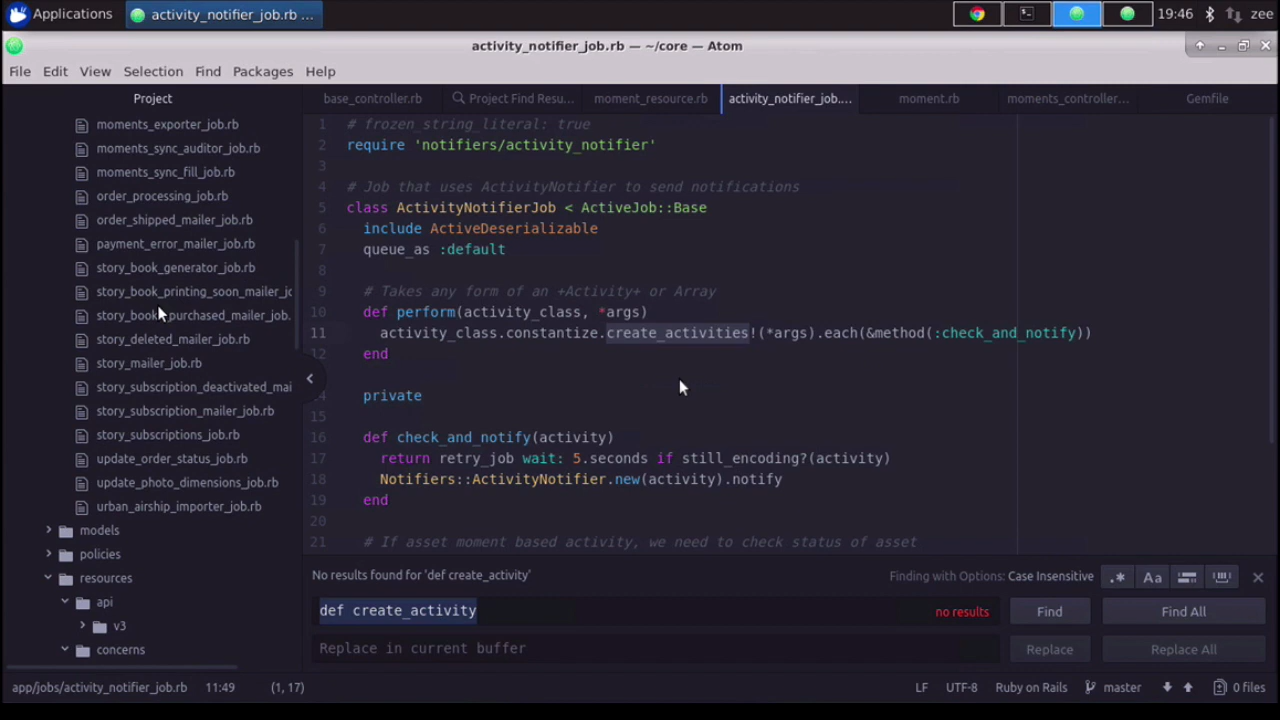 Applications
activity_notifier_job.rb ...
19:46
zee
activity_notifier_job.rb — ~/core — Atom
File Edit View Selection Find Packages Help
Project
base_controller.rb
Project Find Resu...
moment_resource.rb
activity_notifier_job....
moment.rb
moments_controller...
Gemfile
moments_exporter_job.rb
moments_sync_auditor_job.rb
moments_sync_fill_job.rb
order_processing_job.rb
order_shipped_mailer_job.rb
payment_error_mailer_job.rb
story_book_generator_job.rb
story_book_printing_soon_mailer_jo
story_book_purchased_mailer_job.
story_deleted_mailer_job.rb
story_mailer_job.rb
story_subscription_deactivated_mai
story_subscription_mailer_job.rb
story_subscriptions_job.rb
update_order_status_job.rb
update_photo_dimensions_job.rb
urban_airship_importer_job.rb
models
policies
resources
api
v3
concerns
1 # frozen_string_literal: true
2 require 'notifiers/activity_notifier'
3
4 # Job that uses ActivityNotifier to send notifications
5 class ActivityNotifierJob < ActiveJob::Base
6 include ActiveDeserializable
7 queue_as :default
8
9 # Takes any form of an +Activity+ or Array
10 def perform(activity_class, *args)
11 activity_class.constantize.create_activities!(*args).each(&method(:check_and_notify))
12 end
14 private
15
16 def check_and_notify(activity)
17 return retry_job wait: 5.seconds if still_encoding?(activity)
18 Notifiers::ActivityNotifier.new(activity).notify
19 end
20
21 # If asset moment based activity, we need to check status of asset
No results found for 'def create_activity'
Finding with Options: Case Insensitive
.* Aa
def create_activity
no results
Find
Find All
Replace in current buffer
Replace
Replace All
app/jobs/activity_notifier_job.rb 11:49 (1, 17)
LF UTF-8 Ruby on Rails master 0 files